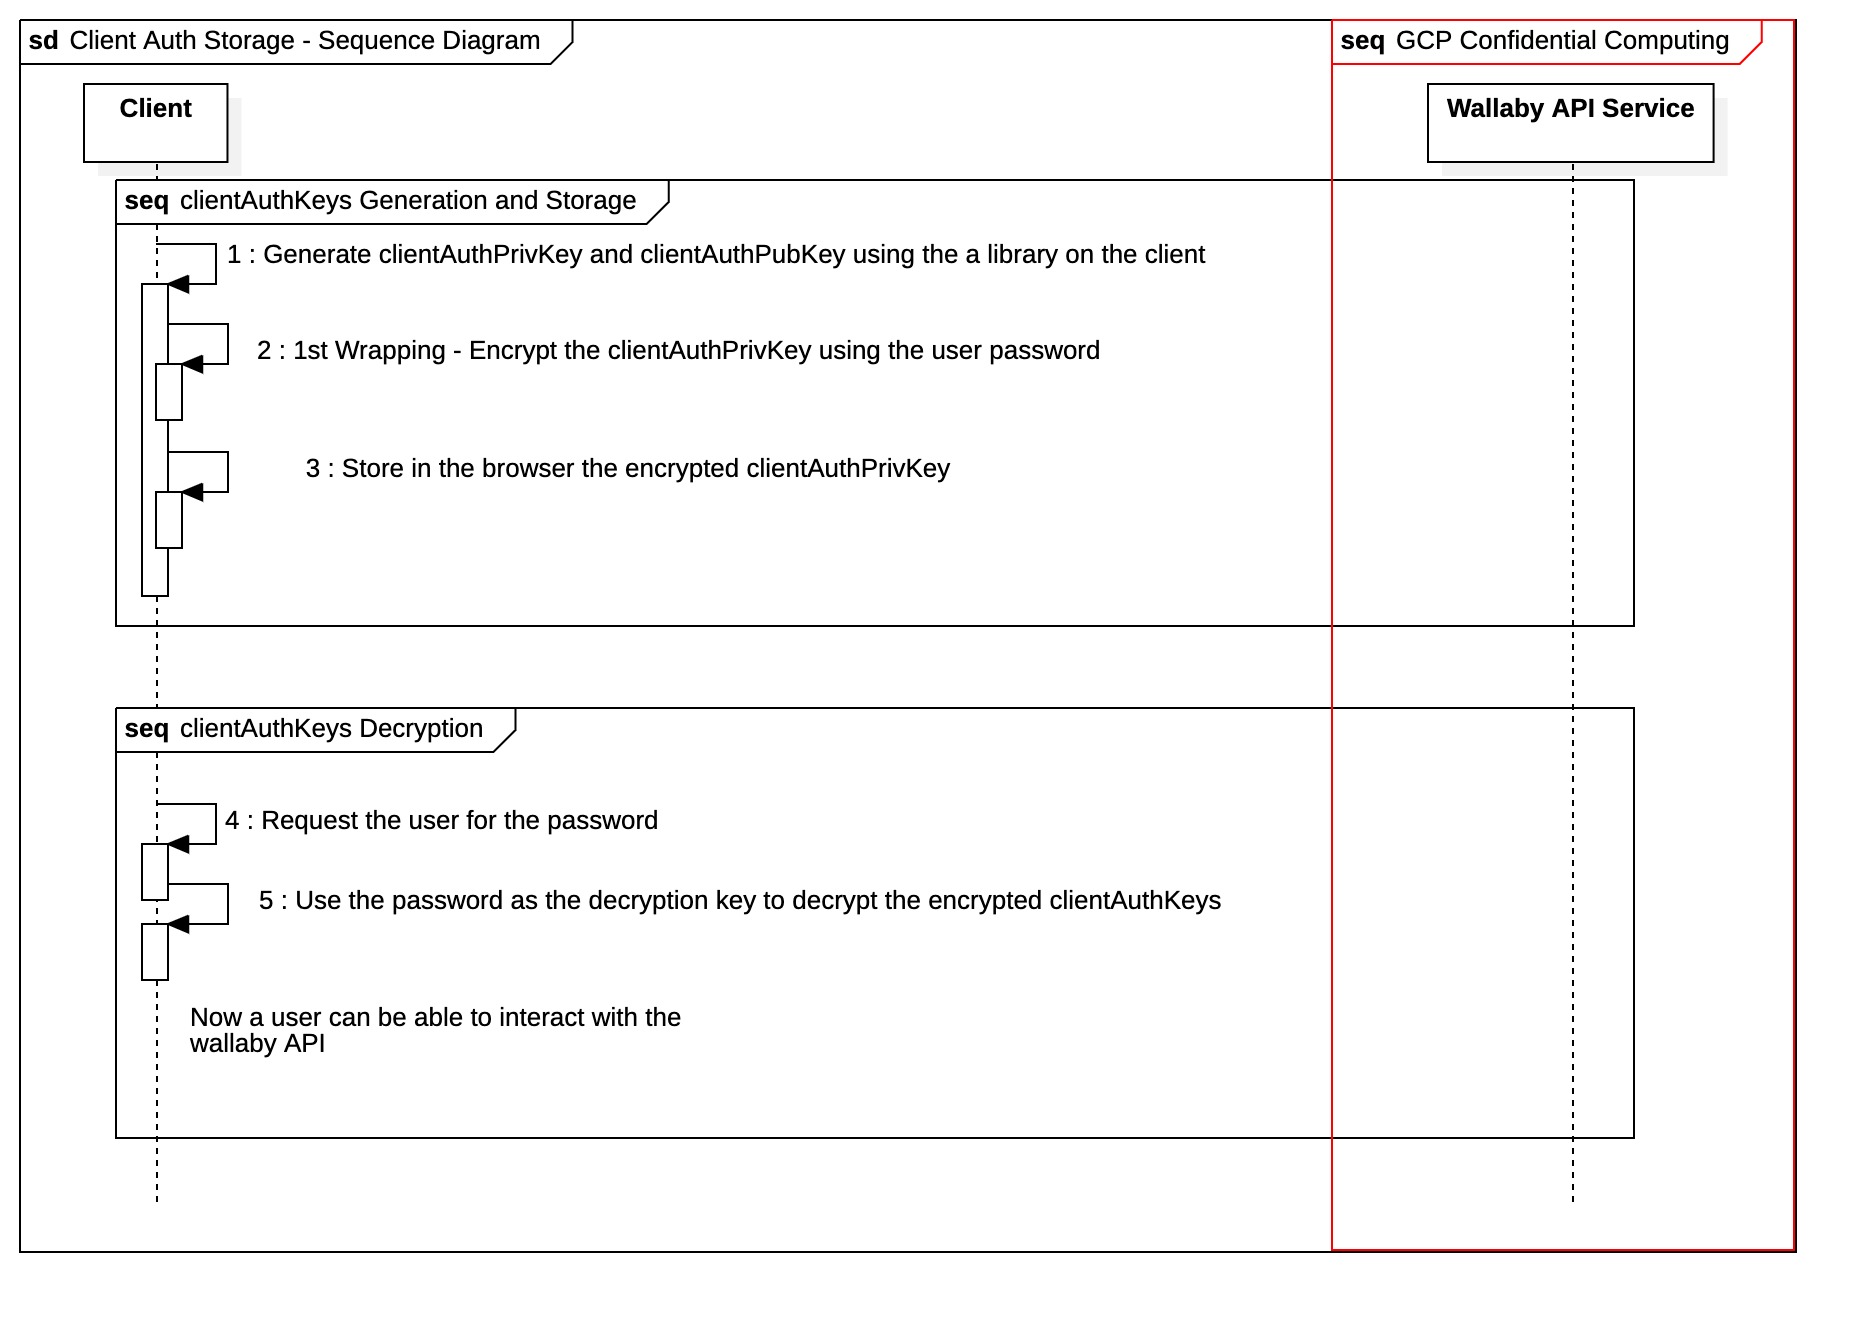 sd Client Auth Storage - Sequence Diagram
seq GCP Confidential Computing
Client
Wallaby API Service
seq clientAuthKeys Generation and Storage
1 : Generate clientAuthPrivKey and clientAuthPubKey using the a library on the client
2 : 1st Wrapping - Encrypt the clientAuthPrivKey using the user password
3 : Store in the browser the encrypted clientAuthPrivKey
seq clientAuthKeys Decryption
4 : Request the user for the password
5 : Use the password as the decryption key to decrypt the encrypted clientAuthKeys
Now a user can be able to interact with the
wallaby API